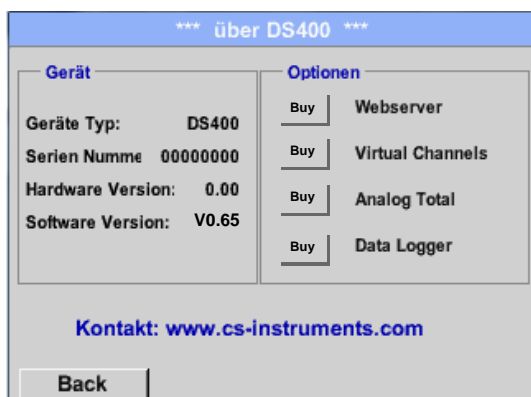 *** über DS400 ***
Gerät
Geräte Typ: DS400
Serien Numme 00000000
Hardware Version: 0.00
Software Version: V0.65
Optionen
Buy Webserver
Buy Virtual Channels
Buy Analog Total
Buy Data Logger
Kontakt: www.cs-instruments.com
Back